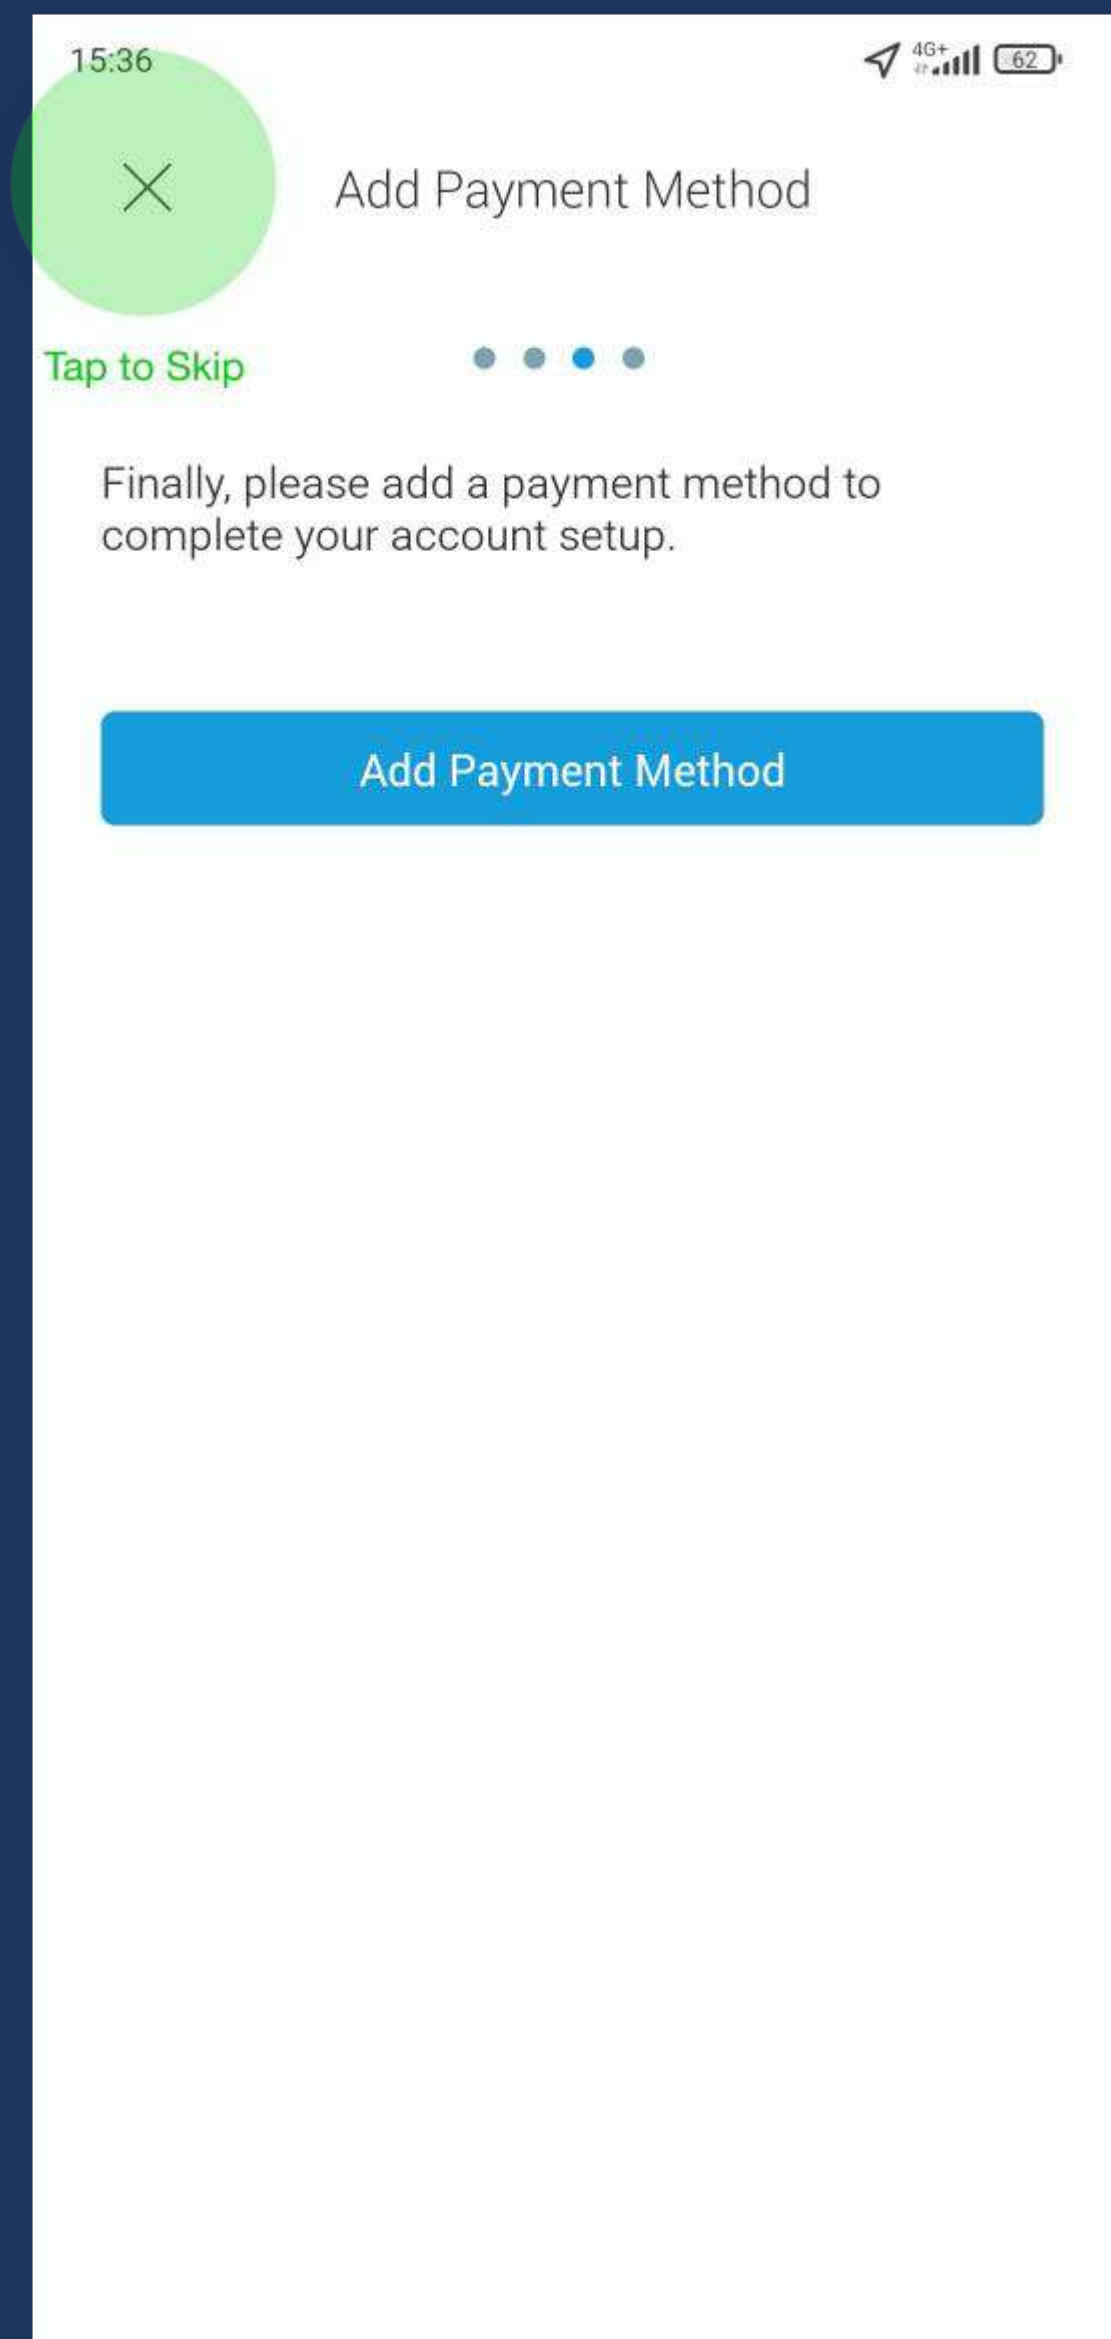 15:36
4G+
62
Add Payment Method
Tap to Skip
Finally, please add a payment method to
complete your account setup.
Add Payment Method